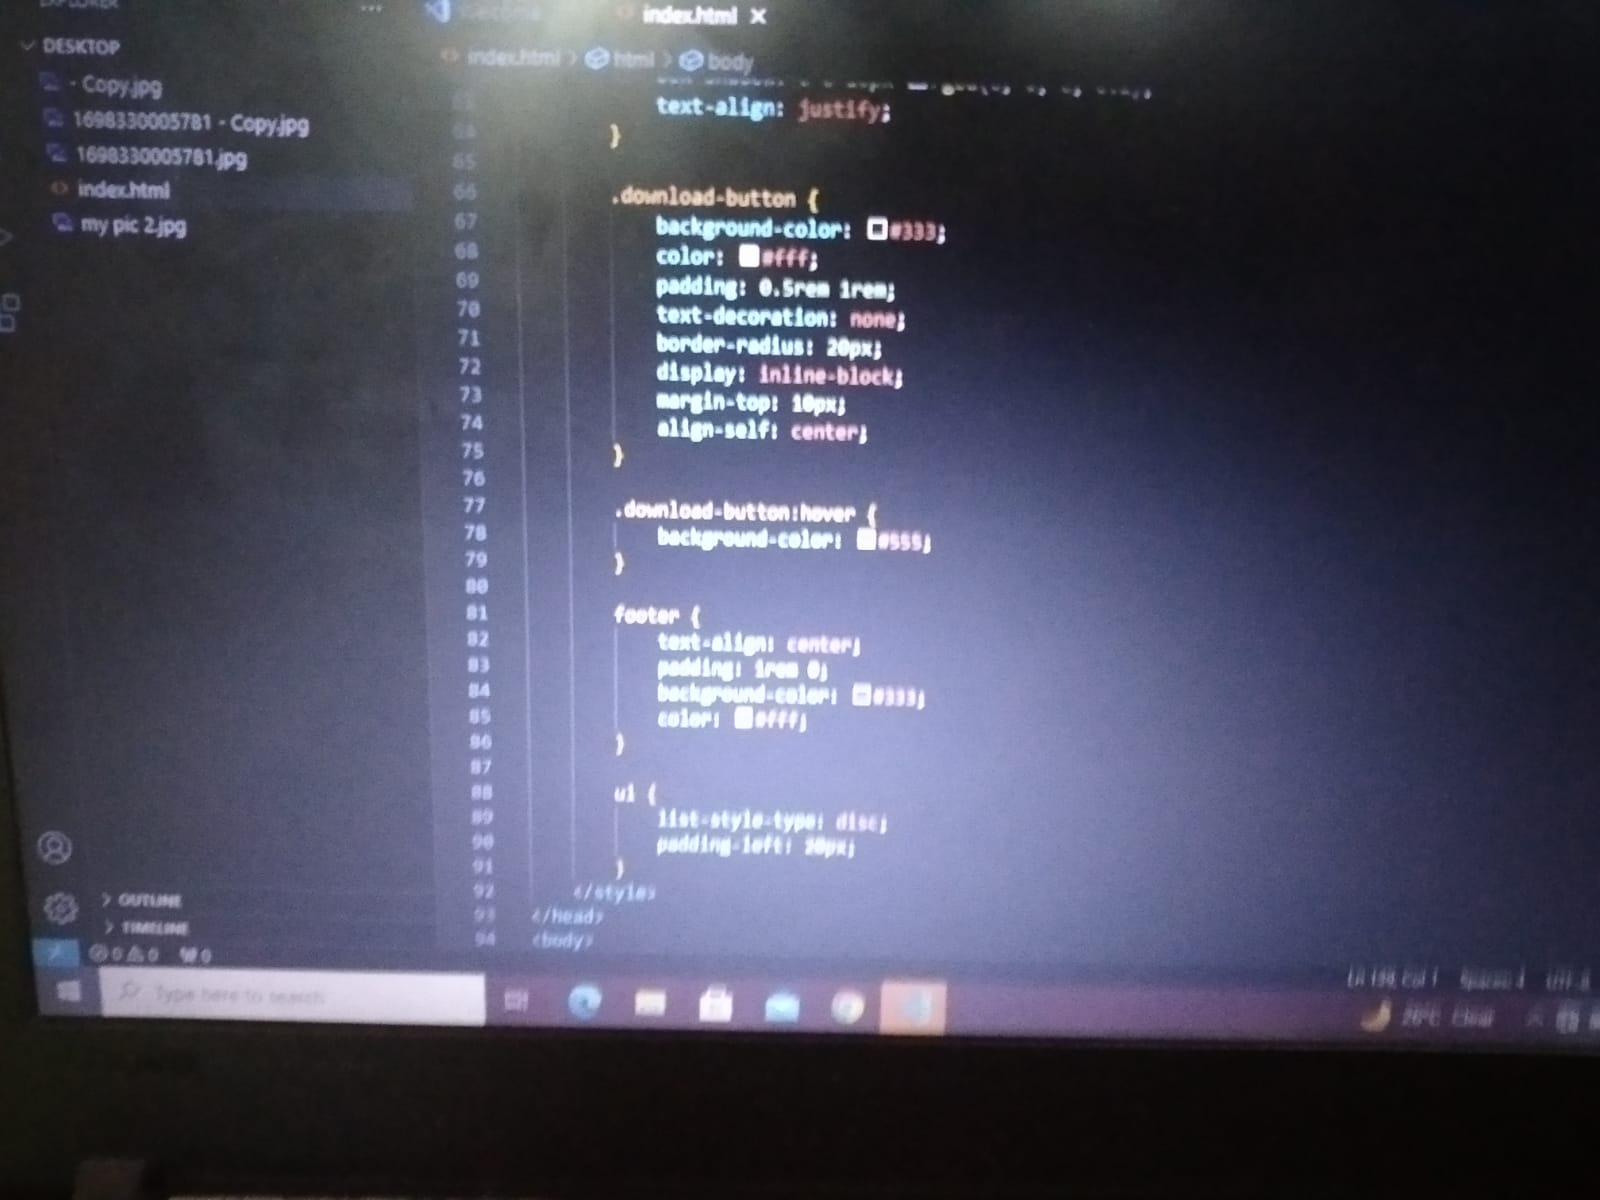 EXPLORER
...
index.html ×
DESKTOP
- Copy.jpg
1698330005781 - Copy.jpg
1698330005781.jpg
index.html
my pic 2.jpg
index.html > html > body
text-align: justify;
64 }
65
66 .download-button {
67 background-color: #333;
68 color: #fff;
69 padding: 0.5rem 1rem;
70 text-decoration: none;
71 border-radius: 20px;
72 display: inline-block;
73 margin-top: 10px;
74 align-self: center;
75 }
76
77 .download-button:hover {
78 background-color: #555;
79 }
80
81 footer {
82 text-align: center;
83 padding: 1rem 0;
84 background-color: #333;
85 color: #fff;
86 }
87
88 ul {
89 list-style-type: disc;
90 padding-left: 20px;
91 }
92 </style>
93 </head>
94 <body>
OUTLINE
TIMELINE
0 0 0
Col 1 Spaces: 4 UTF-8
Type here to search
26°C Clear